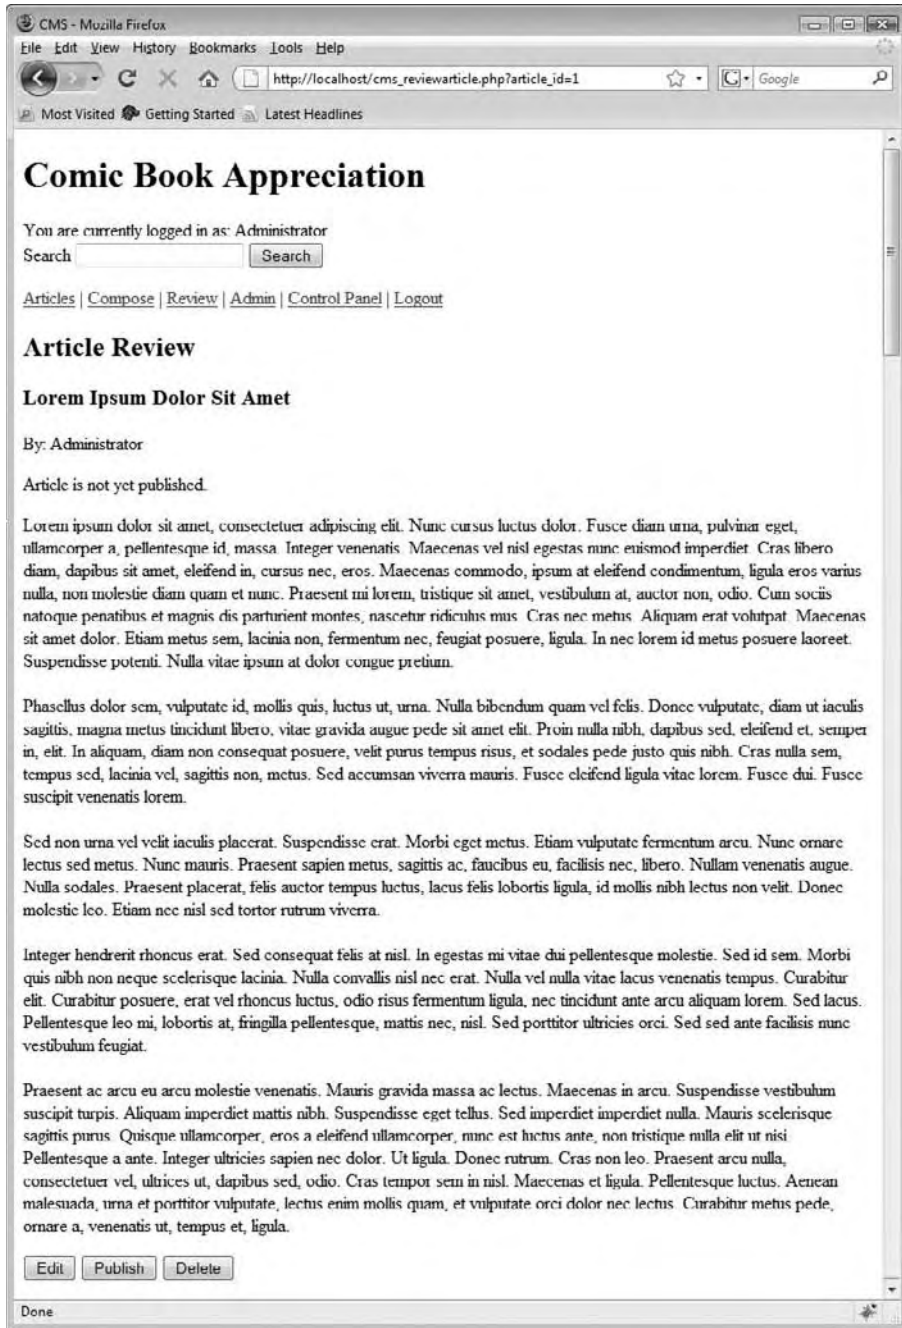 CMS - Mozilla Firefox
File Edit View History Bookmarks Tools Help
http://localhost/cms_reviewarticle.php?article_id=1
G Google
Most Visited Getting Started Latest Headlines
Comic Book Appreciation
You are currently logged in as: Administrator
Search Search
Articles | Compose | Review | Admin | Control Panel | Logout
Article Review
Lorem Ipsum Dolor Sit Amet
By: Administrator
Article is not yet published.
Lorem ipsum dolor sit amet, consectetuer adipiscing elit. Nunc cursus luctus dolor. Fusce diam urna, pulvinar eget,
ullamcorper a, pellentesque id, massa. Integer venenatis. Maecenas vel nisl egestas nunc euismod imperdiet. Cras libero
diam, dapibus sit amet, eleifend in, cursus nec, eros. Maecenas commodo, ipsum at eleifend condimentum, ligula eros varius
nulla, non molestie diam quam et nunc. Praesent mi lorem, tristique sit amet, vestibulum at, auctor non, odio. Cum sociis
natoque penatibus et magnis dis parturient montes, nascetur ridiculus mus. Cras nec metus. Aliquam erat volutpat. Maecenas
sit amet dolor. Etiam metus sem, lacinia non, fermentum nec, feugiat posuere, ligula. In nec lorem id metus posuere laoreet.
Suspendisse potenti. Nulla vitae ipsum at dolor congue pretium.
Phasellus dolor sem, vulputate id, mollis quis, luctus ut, urna. Nulla bibendum quam vel felis. Donec vulputate, diam ut iaculis
sagittis, magna metus tincidunt libero, vitae gravida augue pede sit amet elit. Proin nulla nibh, dapibus sed, eleifend et, semper
in, elit. In aliquam, diam non consequat posuere, velit purus tempus risus, et sodales pede justo quis nibh. Cras nulla sem,
tempus sed, lacinia vel, sagittis non, metus. Sed accumsan viverra mauris. Fusce eleifend ligula vitae lorem. Fusce dui. Fusce
suscipit venenatis lorem.
Sed non urna vel velit iaculis placerat. Suspendisse erat. Morbi eget metus. Etiam vulputate fermentum arcu. Nunc ornare
lectus sed metus. Nunc mauris. Praesent sapien metus, sagittis ac, faucibus eu, facilisis nec, libero. Nullam venenatis augue.
Nulla sodales. Praesent placerat, felis auctor tempus luctus, lacus felis lobortis ligula, id mollis nibh lectus non velit. Donec
molestie leo. Etiam nec nisl sed tortor rutrum viverra.
Integer hendrerit rhoncus erat. Sed consequat felis at nisl. In egestas mi vitae dui pellentesque molestie. Sed id sem. Morbi
quis nibh non neque scelerisque lacinia. Nulla convallis nisl nec erat. Nulla vel nulla vitae lacus venenatis tempus. Curabitur
elit. Curabitur posuere, erat vel rhoncus luctus, odio risus fermentum ligula, nec tincidunt ante arcu aliquam lorem. Sed lacus.
Pellentesque leo mi, lobortis at, fringilla pellentesque, mattis nec, nisl. Sed porttitor ultricies orci. Sed sed ante facilisis nunc
vestibulum feugiat.
Praesent ac arcu eu arcu molestie venenatis. Mauris gravida massa ac lectus. Maecenas in arcu. Suspendisse vestibulum
suscipit turpis. Aliquam imperdiet mattis nibh. Suspendisse eget tellus. Sed imperdiet imperdiet nulla. Mauris scelerisque
sagittis purus. Quisque ullamcorper, eros a eleifend ullamcorper, nunc est luctus ante, non tristique nulla elit ut nisi.
Pellentesque a ante. Integer ultricies sapien nec dolor. Ut ligula. Donec rutrum. Cras non leo. Praesent arcu nulla,
consectetuer vel, ultrices ut, dapibus sed, odio. Cras tempor sem in nisl. Maecenas et ligula. Pellentesque luctus. Aenean
malesuada, urna et porttitor vulputate, lectus enim mollis quam, et vulputate orci dolor nec lectus. Curabitur metus pede,
ornare a, venenatis ut, tempus et, ligula.
Edit Publish Delete
Done